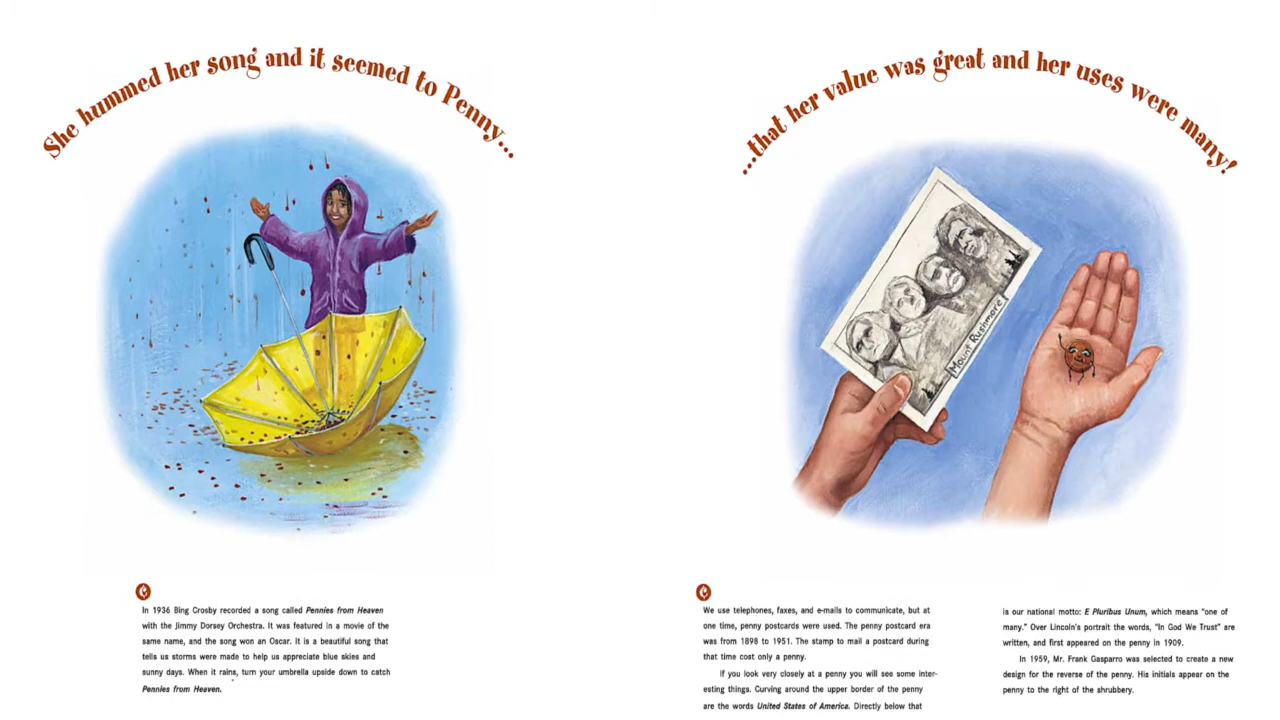 She hummed her song and it seemed to Penny...
In 1936 Bing Crosby recorded a song called Pennies from Heaven
with the Jimmy Dorsey Orchestra. It was featured in a movie of the
same name, and the song won an Oscar. It is a beautiful song that
tells us storms were made to help us appreciate blue skies and
sunny days. When it rains, turn your umbrella upside down to catch
Pennies from Heaven.
...that her value was great and her uses were many!
Mount Rushmore
We use telephones, faxes, and e-mails to communicate, but at
one time, penny postcards were used. The penny postcard era
was from 1898 to 1951. The stamp to mail a postcard during
that time cost only a penny.
If you look very closely at a penny you will see some inter-
esting things. Curving around the upper border of the penny
are the words United States of America. Directly below that
is our national motto: E Pluribus Unum, which means "one of
many." Over Lincoln's portrait the words, "In God We Trust" are
written, and first appeared on the penny in 1909.
In 1959, Mr. Frank Gasparro was selected to create a new
design for the reverse of the penny. His initials appear on the
penny to the right of the shrubbery.